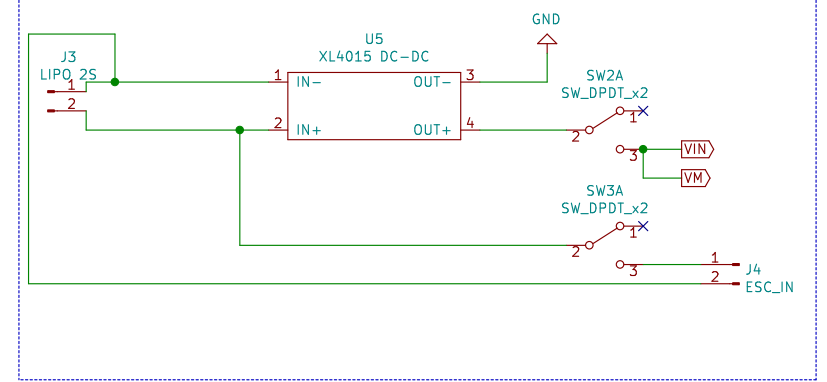 GND
U5
XL4015 DC-DC
J3
LIPO 2S
1
2
1
IN-
OUT-
3
2
IN+
OUT+
4
SW2A
SW_DPDT_x2
1
2
3
VIN
VM
SW3A
SW_DPDT_x2
1
2
3
1
2
J4
ESC_IN